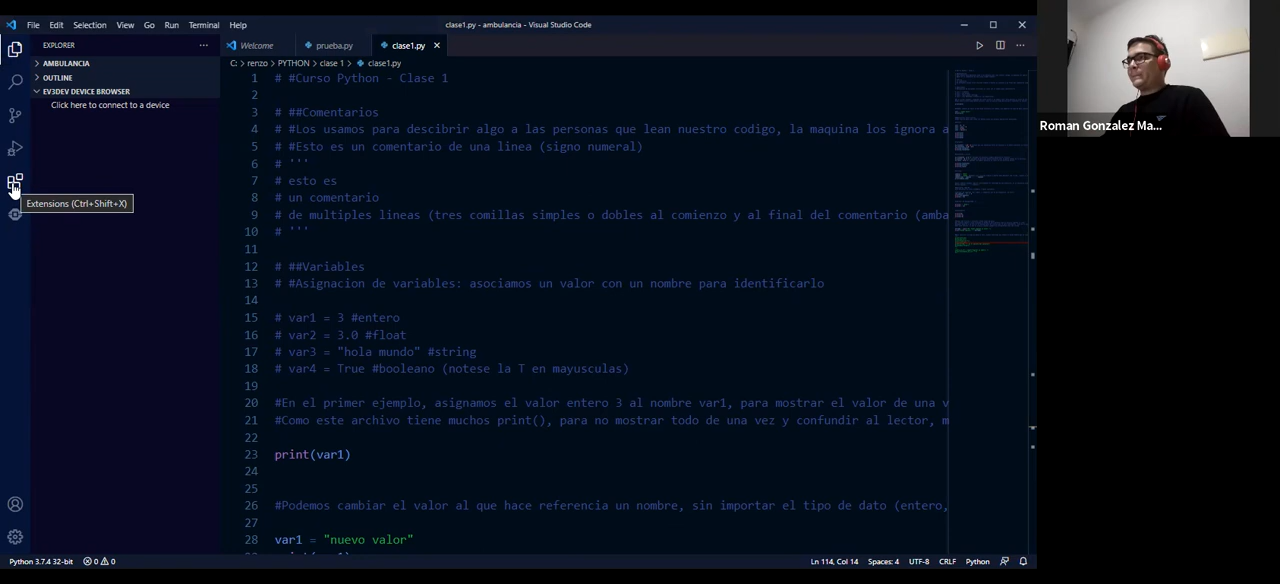 File Edit Selection View Go Run Terminal Help
clase1.py - ambulancia - Visual Studio Code
EXPLORER
AMBULANCIA
OUTLINE
EV3DEV DEVICE BROWSER
Click here to connect to a device
Extensions (Ctrl+Shift+X)
Welcome prueba.py clase1.py
C: > renzo > PYTHON > clase 1 > clase1.py
1 # #Curso Python - Clase 1
2
3 # ##Comentarios
4 # #Los usamos para descibrir algo a las personas que lean nuestro codigo, la maquina los ignora a
5 # #Esto es un comentario de una linea (signo numeral)
6 # '''
7 # esto es
8 # un comentario
9 # de multiples lineas (tres comillas simples o dobles al comienzo y al final del comentario (amba
10 # '''
11
12 # ##Variables
13 # #Asignacion de variables: asociamos un valor con un nombre para identificarlo
14
15 # var1 = 3 #entero
16 # var2 = 3.0 #float
17 # var3 = "hola mundo" #string
18 # var4 = True #booleano (notese la T en mayusculas)
19
20 #En el primer ejemplo, asignamos el valor entero 3 al nombre var1, para mostrar el valor de una v
21 #Como este archivo tiene muchos print(), para no mostrar todo de una vez y confundir al lector, m
22
23 print(var1)
24
25
26 #Podemos cambiar el valor al que hace referencia un nombre, sin importar el tipo de dato (entero,
27
28 var1 = "nuevo valor"
Python 3.7.4 32-bit 0 0
Ln 114, Col 14 Spaces: 4 UTF-8 CRLF Python
Roman Gonzalez Ma...